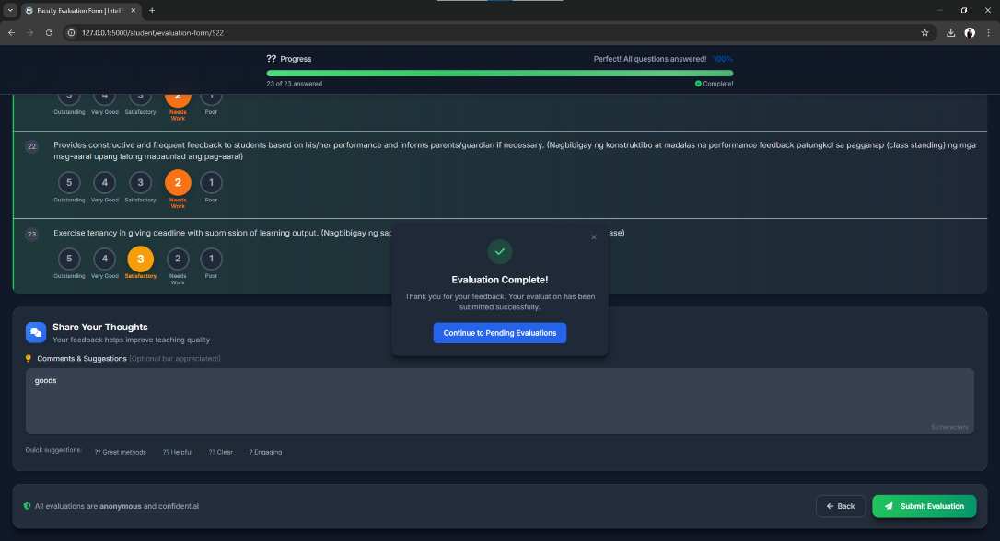 Faculty Evaluation Form | Intell
127.0.0.1:5000/student/evaluation-form/522
?? Progress
Perfect! All questions answered! 100%
23 of 23 answered
Complete!
5 4 3 2 1
Outstanding Very Good Satisfactory Needs Work Poor
22
Provides constructive and frequent feedback to students based on his/her performance and informs parents/guardian if necessary. (Nagbibigay ng konstruktibo at madalas na performance feedback patungkol sa pagganap (class standing) ng mga
mag-aaral upang lalong mapaunlad ang pag-aaral)
5 4 3 2 1
Outstanding Very Good Satisfactory Needs Work Poor
23
Exercise tenancy in giving deadline with submission of learning output. (Nagbibigay ng
ase)
5 4 3 2 1
Outstanding Very Good Satisfactory Needs Work Poor
Evaluation Complete!
Thank you for your feedback. Your evaluation has been
submitted successfully.
Continue to Pending Evaluations
Share Your Thoughts
Your feedback helps improve teaching quality
Comments & Suggestions (Optional but appreciated!)
goods
5 characters
Quick suggestions: ?? Great methods ?? Helpful ?? Clear ? Engaging
All evaluations are anonymous and confidential
Back
Submit Evaluation